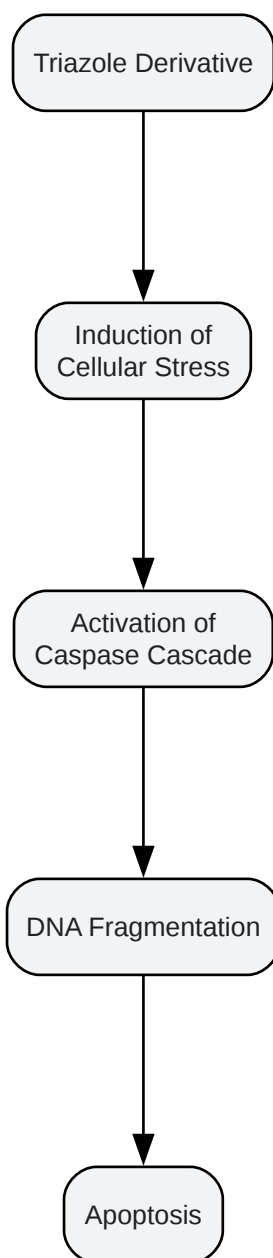 Triazole Derivative
Induction of
Cellular Stress
Activation of
Caspase Cascade
DNA Fragmentation
Apoptosis